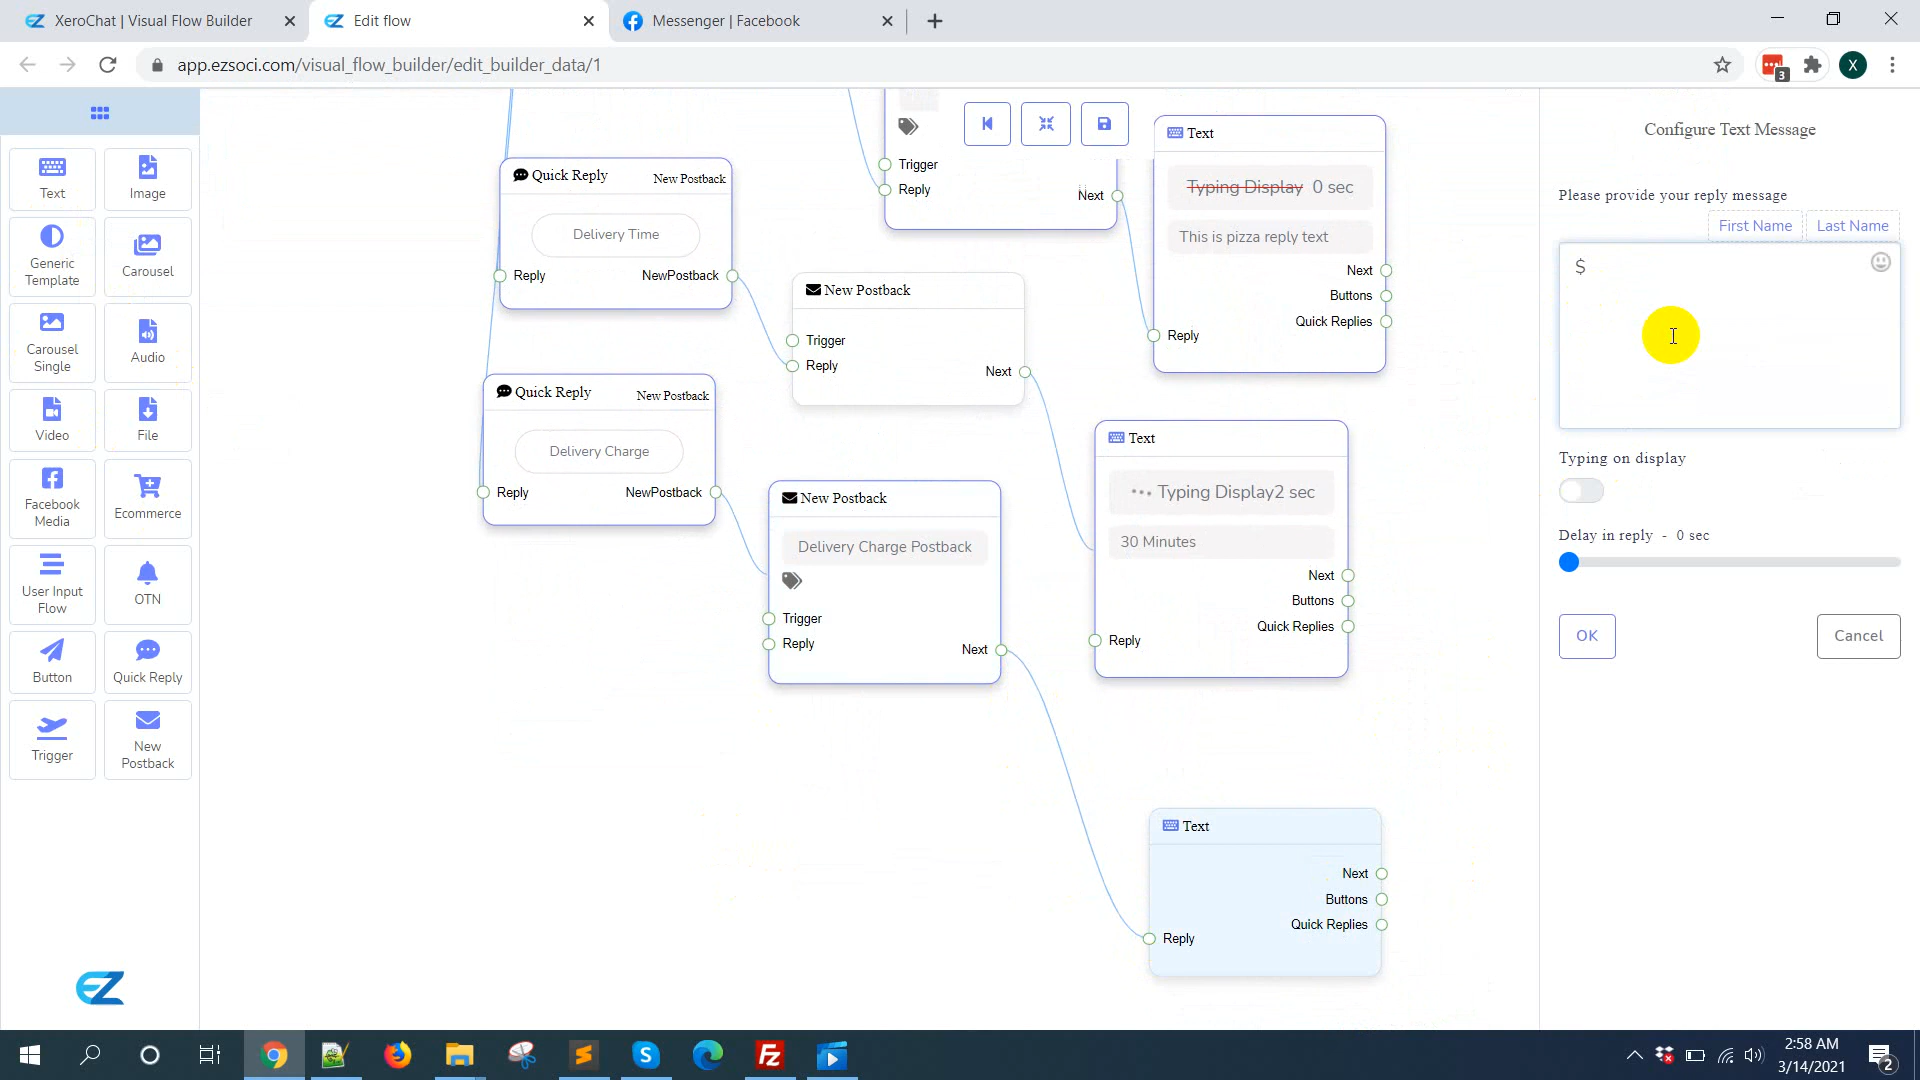 XeroChat | Visual Flow Builder
Edit flow
Messenger | Facebook
app.ezsoci.com/visual_flow_builder/edit_builder_data/1
3
X
Text
Image
Generic
Template
Carousel
Carousel
Single
Audio
Video
File
Facebook
Media
Ecommerce
User Input
Flow
OTN
Button
Quick Reply
Trigger
New
Postback
EZ
Quick Reply
New Postback
Delivery Time
Reply
NewPostback
Quick Reply
New Postback
Delivery Charge
Reply
NewPostback
Trigger
Reply
Next
New Postback
Trigger
Reply
Next
New Postback
Delivery Charge Postback
Trigger
Reply
Next
Text
Typing Display 0 sec
This is pizza reply text
Next
Buttons
Quick Replies
Reply
Text
Typing Display2 sec
30 Minutes
Next
Buttons
Quick Replies
Reply
Text
Next
Buttons
Quick Replies
Reply
Configure Text Message
Please provide your reply message
First Name
Last Name
$
Typing on display
Delay in reply - 0 sec
OK
Cancel
2:58 AM
3/14/2021
2